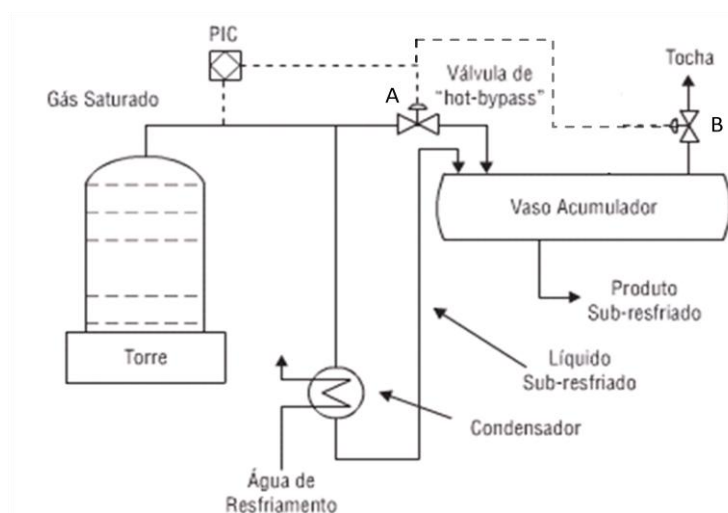 PIC
Gás Saturado
A
Válvula de
"hot-bypass"
Tocha
B
Vaso Acumulador
Produto
Sub-resfriado
Torre
Líquido
Sub-resfriado
Condensador
Água de
Resfriamento